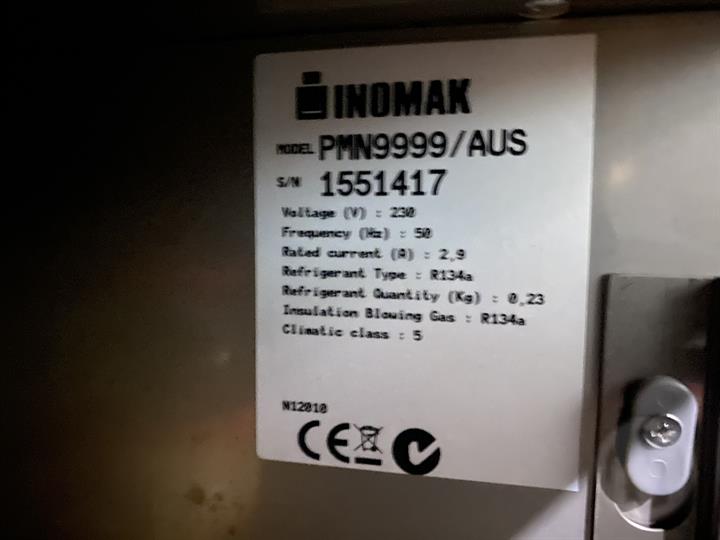 INOMAK
MODEL PMN9999/AUS
S/N 1551417
Voltage (V) : 230
Frequency (Hz) : 50
Rated current (A) : 2,9
Refrigerant Type : R134a
Refrigerant Quantity (Kg) : 0,23
Insulation Blowing Gas : R134a
Climatic class : 5
N12010
CE